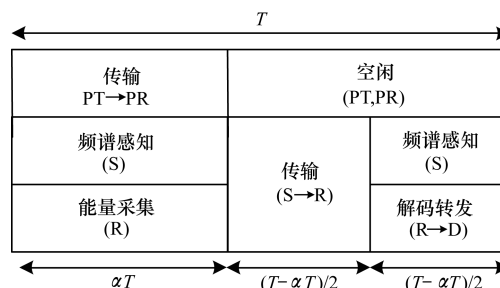 T
传输
PT→PR
空闲
(PT,PR)
频谱感知
(S)
传输
(S→R)
频谱感知
(S)
能量采集
(R)
解码转发
(R→D)
αT
(T-αT)/2
(T-αT)/2